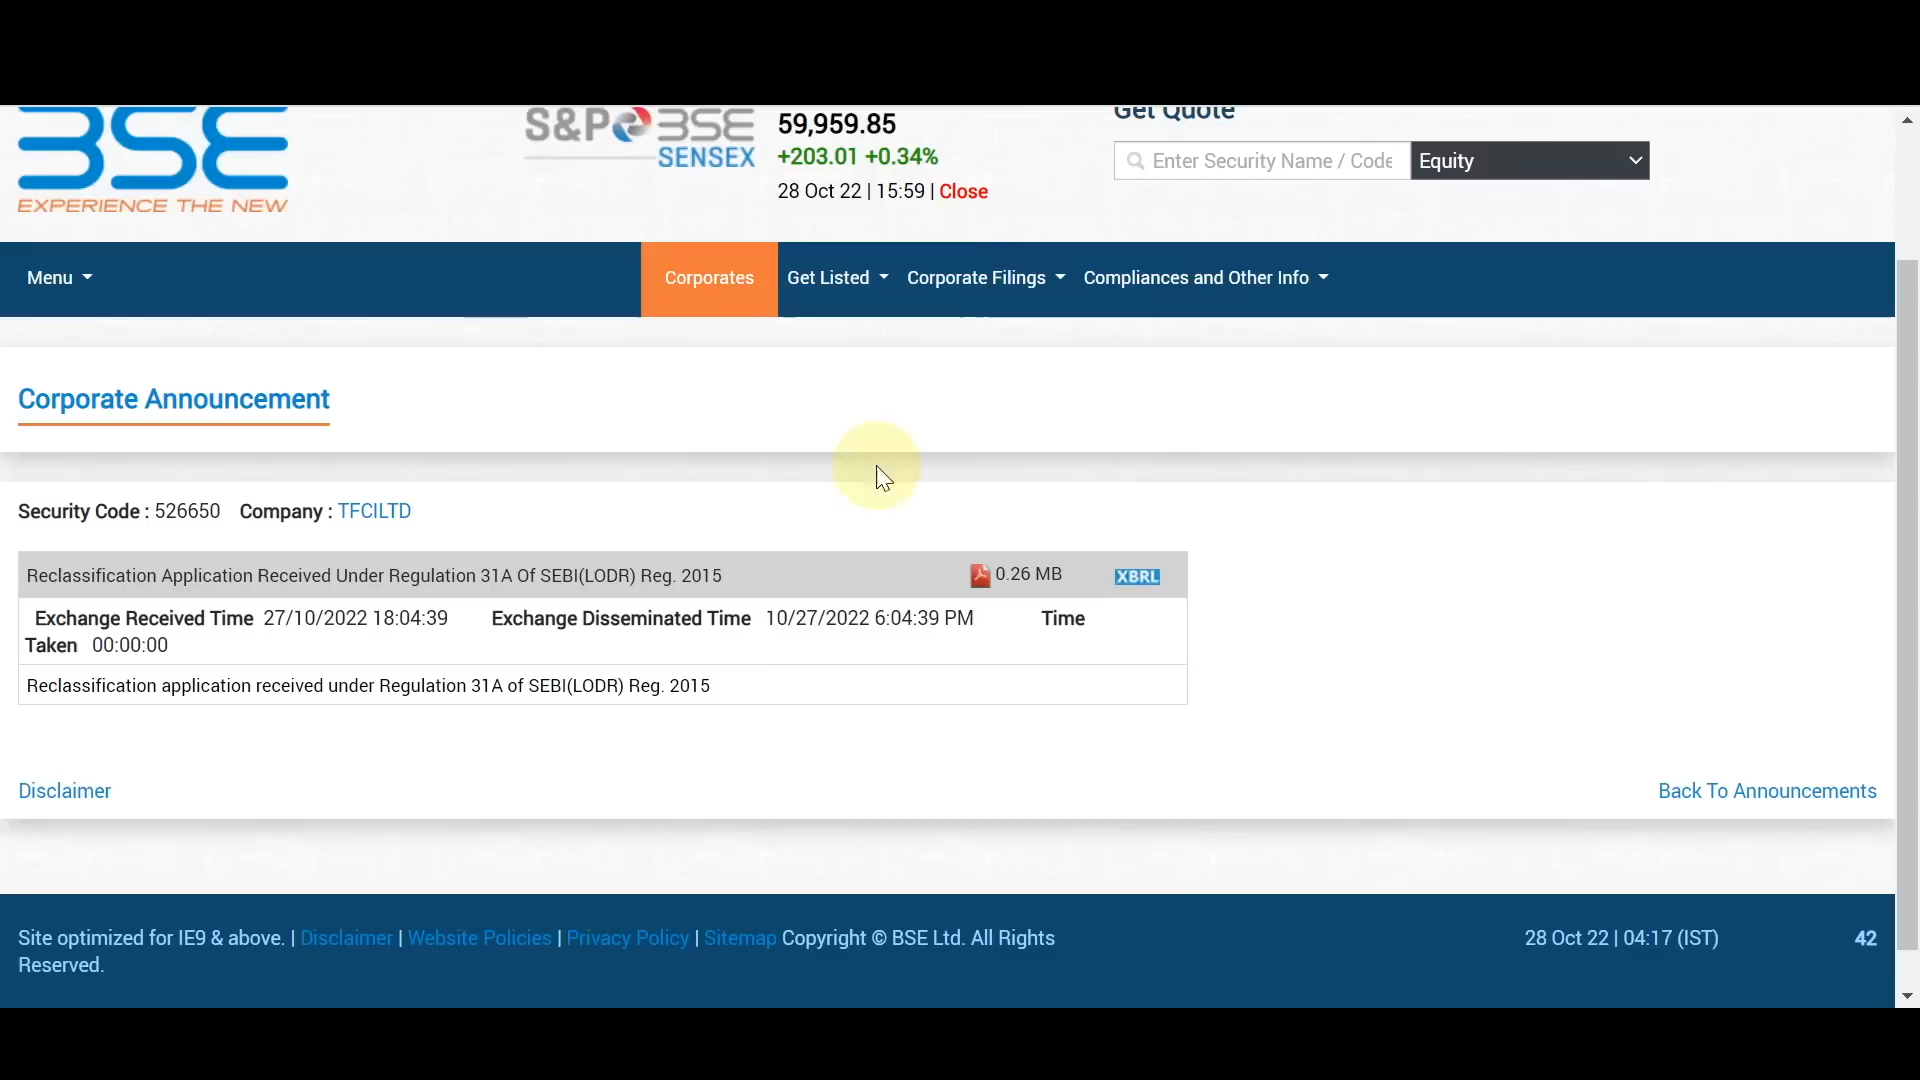 BSE
EXPERIENCE THE NEW
S&P BSE
SENSEX
59,959.85
+203.01 +0.34%
28 Oct 22 | 15:59 | Close
Get Quote
Enter Security Name / Code
Equity
Menu
Corporates
Get Listed
Corporate Filings
Compliances and Other Info
Corporate Announcement
Security Code : 526650 Company : TFCILTD
Reclassification Application Received Under Regulation 31A Of SEBI(LODR) Reg. 2015
0.26 MB
XBRL
Exchange Received Time 27/10/2022 18:04:39 Exchange Disseminated Time 10/27/2022 6:04:39 PM Time
Taken 00:00:00
Reclassification application received under Regulation 31A of SEBI(LODR) Reg. 2015
Disclaimer
Back To Announcements
Site optimized for IE9 & above. | Disclaimer | Website Policies | Privacy Policy | Sitemap Copyright © BSE Ltd. All Rights
Reserved.
28 Oct 22 | 04:17 (IST)
42